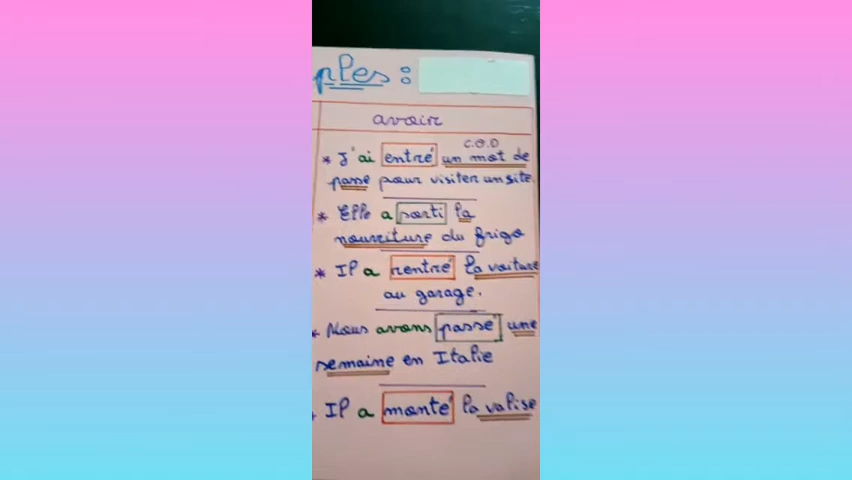 ples :
avoir
C.O.D
* J'ai entré un mot de
passe pour visiter un site.
* Elle a sorti la
nourriture du frigo
* Il a rentré la voiture
au garage.
* Nous avons passé une
semaine en Italie
* Il a monté la valise